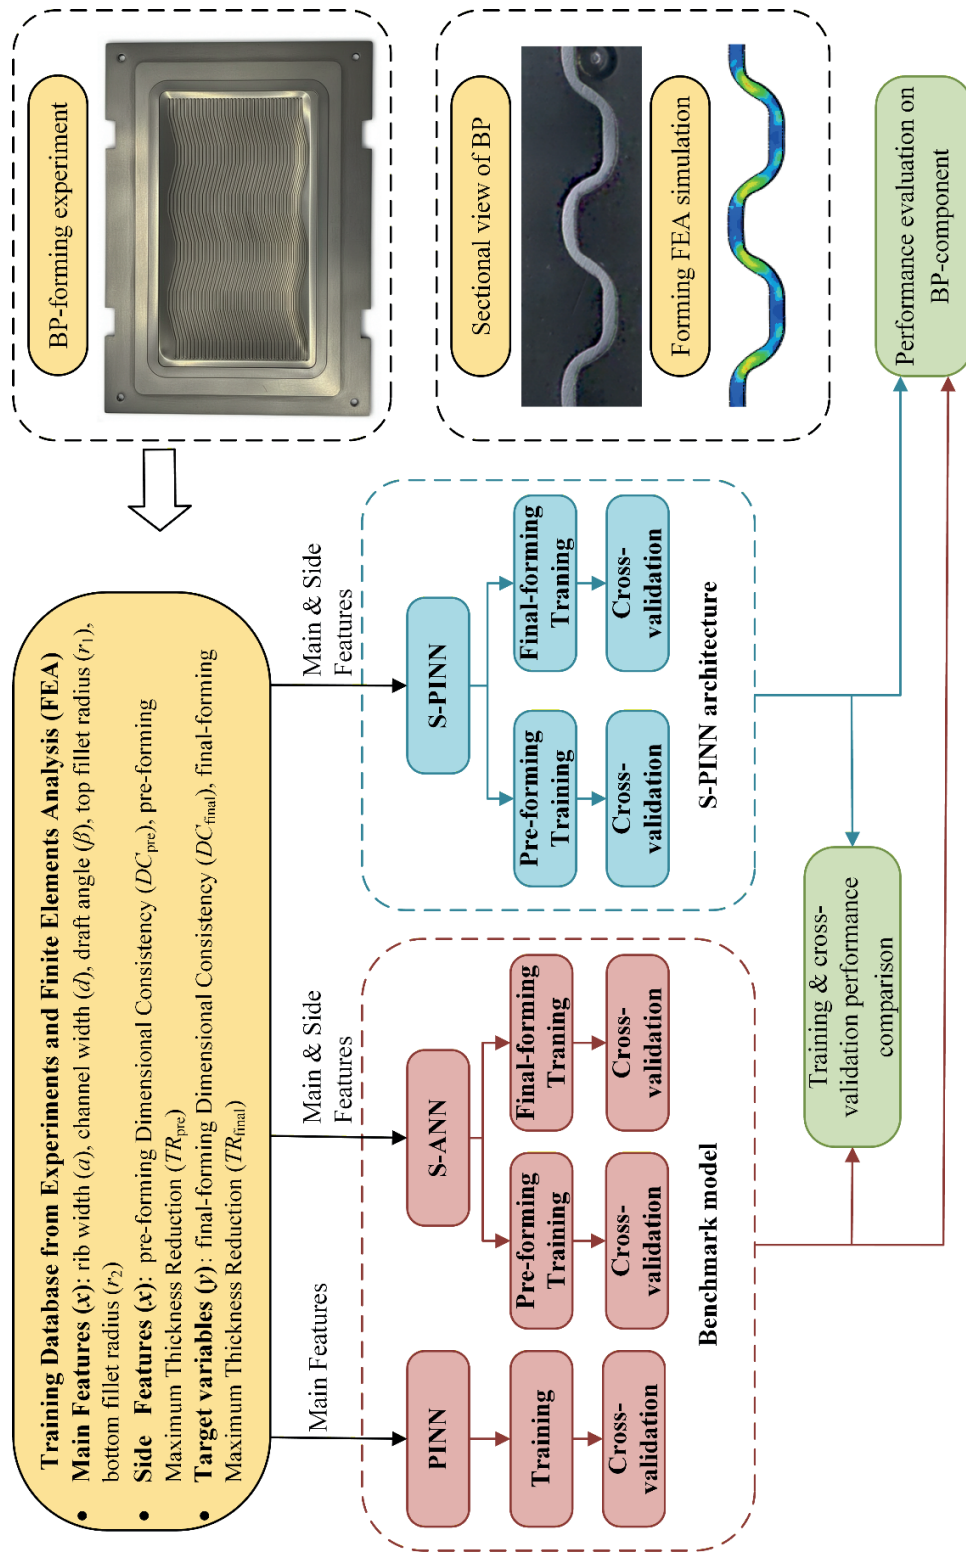 Training Database from Experiments and Finite Elements Analysis (FEA)
• Main Features (x): rib width (a), channel width (d), draft angle (β), top fillet radius (r₁),
bottom fillet radius (r₂)
• Side Features (x): pre-forming Dimensional Consistency (DCpre), pre-forming
Maximum Thickness Reduction (TRpre)
• Target variables (y): final-forming Dimensional Consistency (DCfinal), final-forming
Maximum Thickness Reduction (TRfinal)
BP-forming experiment
Main Features
Main & Side
Features
Main & Side
Features
PINN
Training
Cross-
validation
S-ANN
Pre-forming
Training
Final-forming
Traning
Cross-
validation
Cross-
validation
Benchmark model
S-PINN
Pre-forming
Training
Final-forming
Traning
Cross-
validation
Cross-
validation
S-PINN architecture
Sectional view of BP
Forming FEA simulation
Training & cross-
validation performance
comparison
Performance evaluation on
BP-component